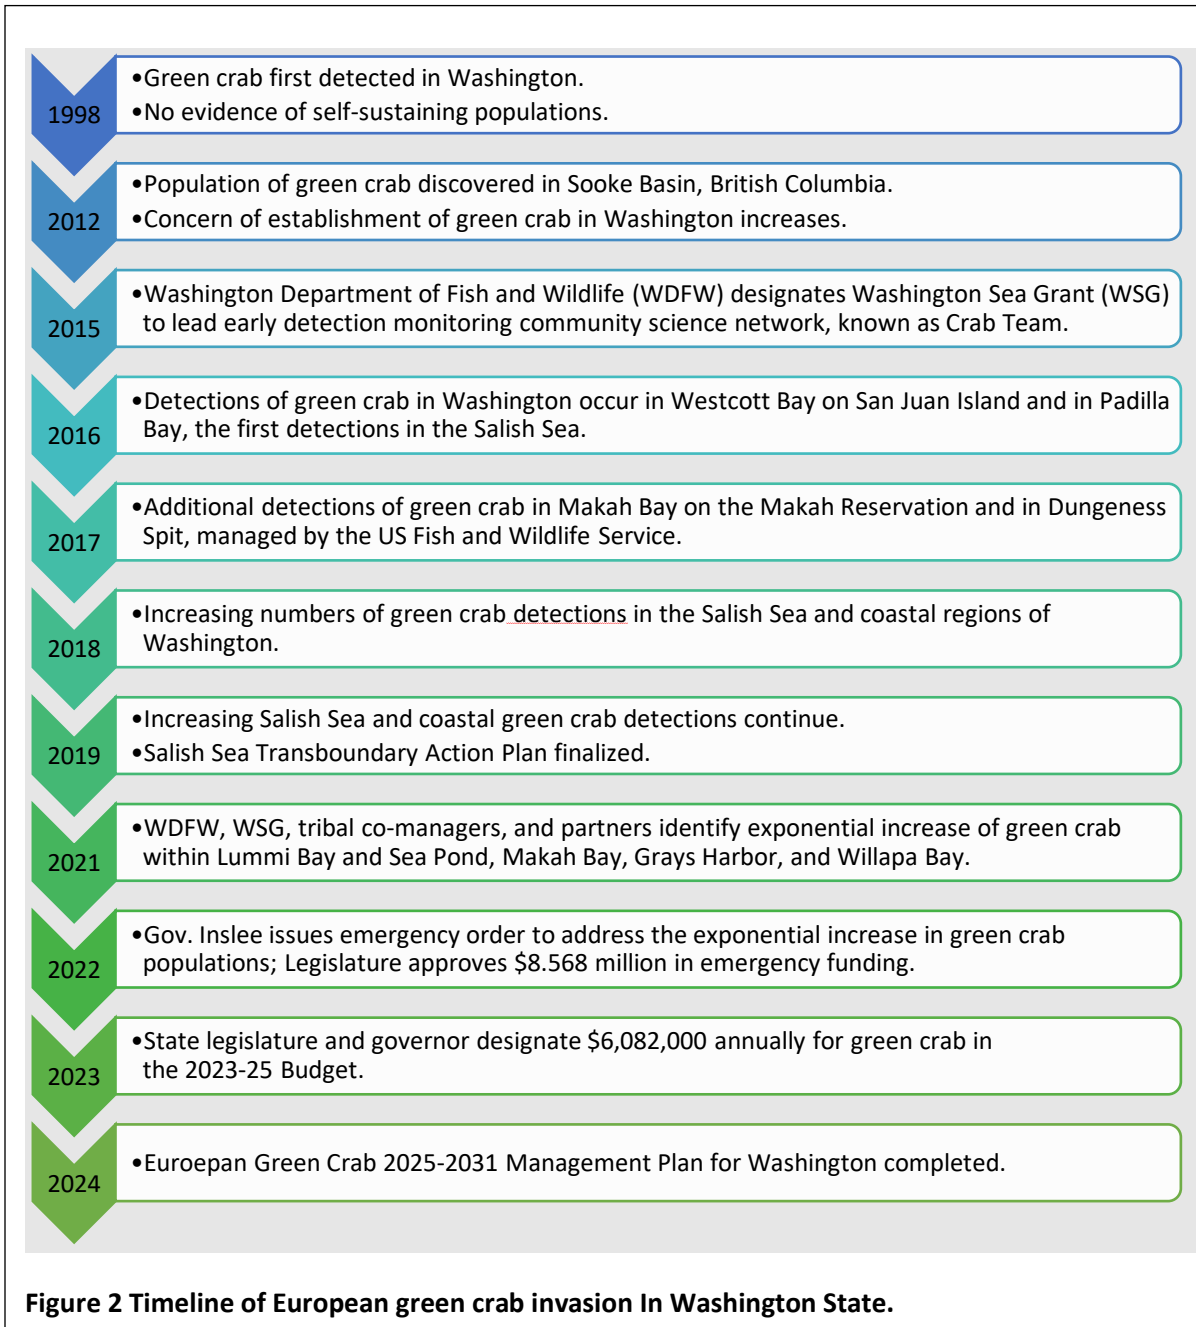 1998
•Green crab first detected in Washington.
•No evidence of self-sustaining populations.
2012
•Population of green crab discovered in Sooke Basin, British Columbia.
•Concern of establishment of green crab in Washington increases.
2015
•Washington Department of Fish and Wildlife (WDFW) designates Washington Sea Grant (WSG)
to lead early detection monitoring community science network, known as Crab Team.
2016
•Detections of green crab in Washington occur in Westcott Bay on San Juan Island and in Padilla
Bay, the first detections in the Salish Sea.
2017
•Additional detections of green crab in Makah Bay on the Makah Reservation and in Dungeness
Spit, managed by the US Fish and Wildlife Service.
2018
•Increasing numbers of green crab detections in the Salish Sea and coastal regions of
Washington.
2019
•Increasing Salish Sea and coastal green crab detections continue.
•Salish Sea Transboundary Action Plan finalized.
2021
•WDFW, WSG, tribal co-managers, and partners identify exponential increase of green crab
within Lummi Bay and Sea Pond, Makah Bay, Grays Harbor, and Willapa Bay.
2022
•Gov. Inslee issues emergency order to address the exponential increase in green crab
populations; Legislature approves $8.568 million in emergency funding.
2023
•State legislature and governor designate $6,082,000 annually for green crab in
the 2023-25 Budget.
2024
•Euroepan Green Crab 2025-2031 Management Plan for Washington completed.
Figure 2 Timeline of European green crab invasion In Washington State.